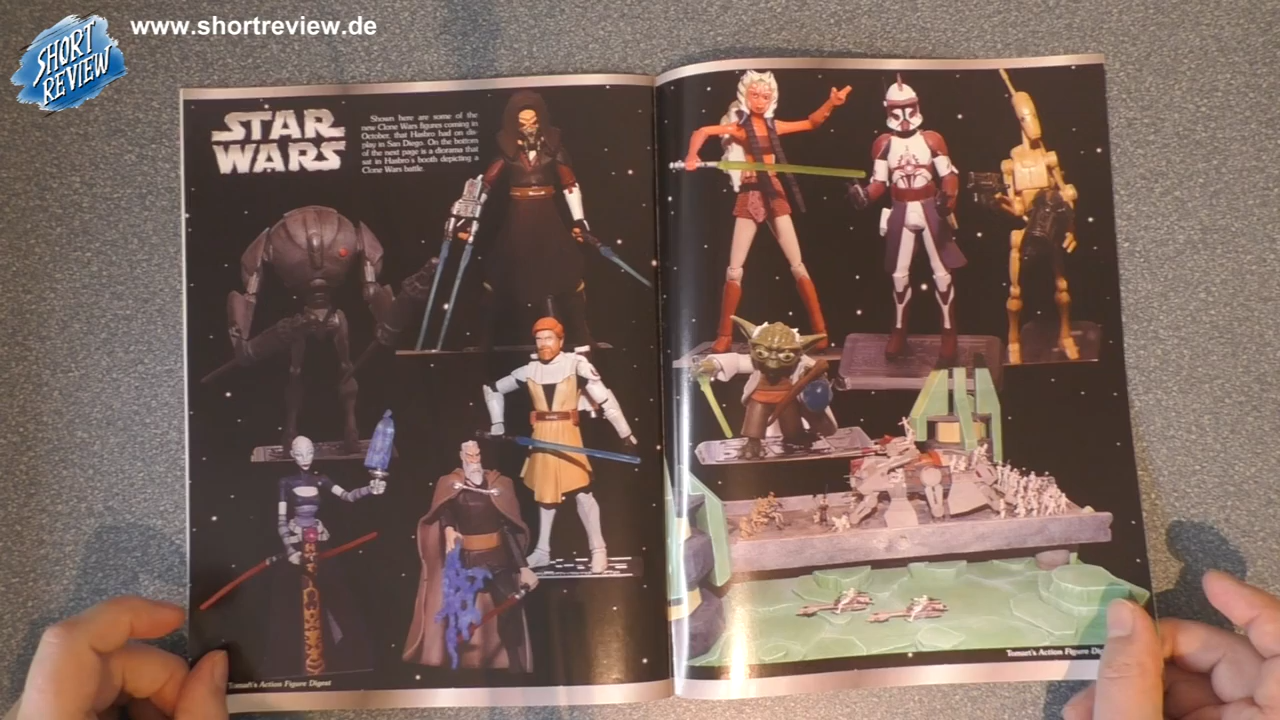 www.shortreview.de
SHORT
REVIEW
STAR
WARS
Shown here are some of the
new Clone Wars figures coming in
October, that Hasbro had on dis-
play in San Diego. On the bottom
of the next page is a diorama that
sat in Hasbro's booth depicting a
Clone Wars battle.
Tomart's Action Figure Digest
Tomart's Action Figure Di